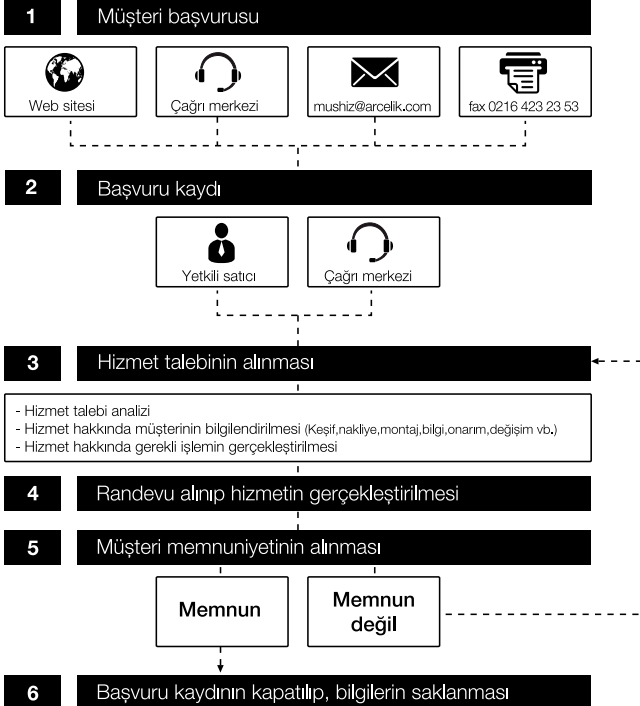 1 Müşteri başvurusu
Web sitesi
Çağrı merkezi
mushiz@arcelik.com
fax 0216 423 23 53
2 Başvuru kaydı
Yetkili satıcı
Çağrı merkezi
3 Hizmet talebinin alınması
- Hizmet talebi analizi
- Hizmet hakkında müşterinin bilgilendirilmesi (Keşif,nakliye,montaj,bilgi,onarım,değişim vb.)
- Hizmet hakkında gerekli işlemin gerçekleştirilmesi
4 Randevu alınıp hizmetin gerçekleştirilmesi
5 Müşteri memnuniyetinin alınması
Memnun
Memnun
değil
6 Başvuru kaydının kapatılıp, bilgilerin saklanması